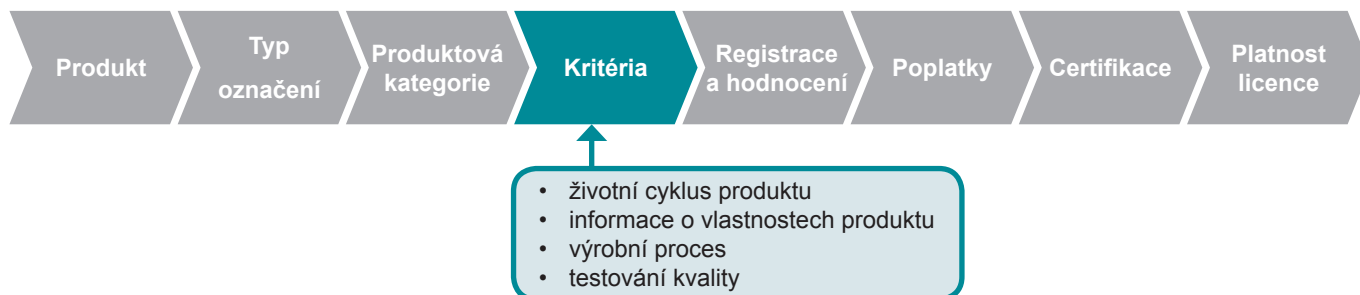 Produkt
Typ
označení
Produktová
kategorie
Kritéria
Registrace
a hodnocení
Poplatky
Certifikace
Platnost
licence
• životní cyklus produktu
• informace o vlastnostech produktu
• výrobní proces
• testování kvality